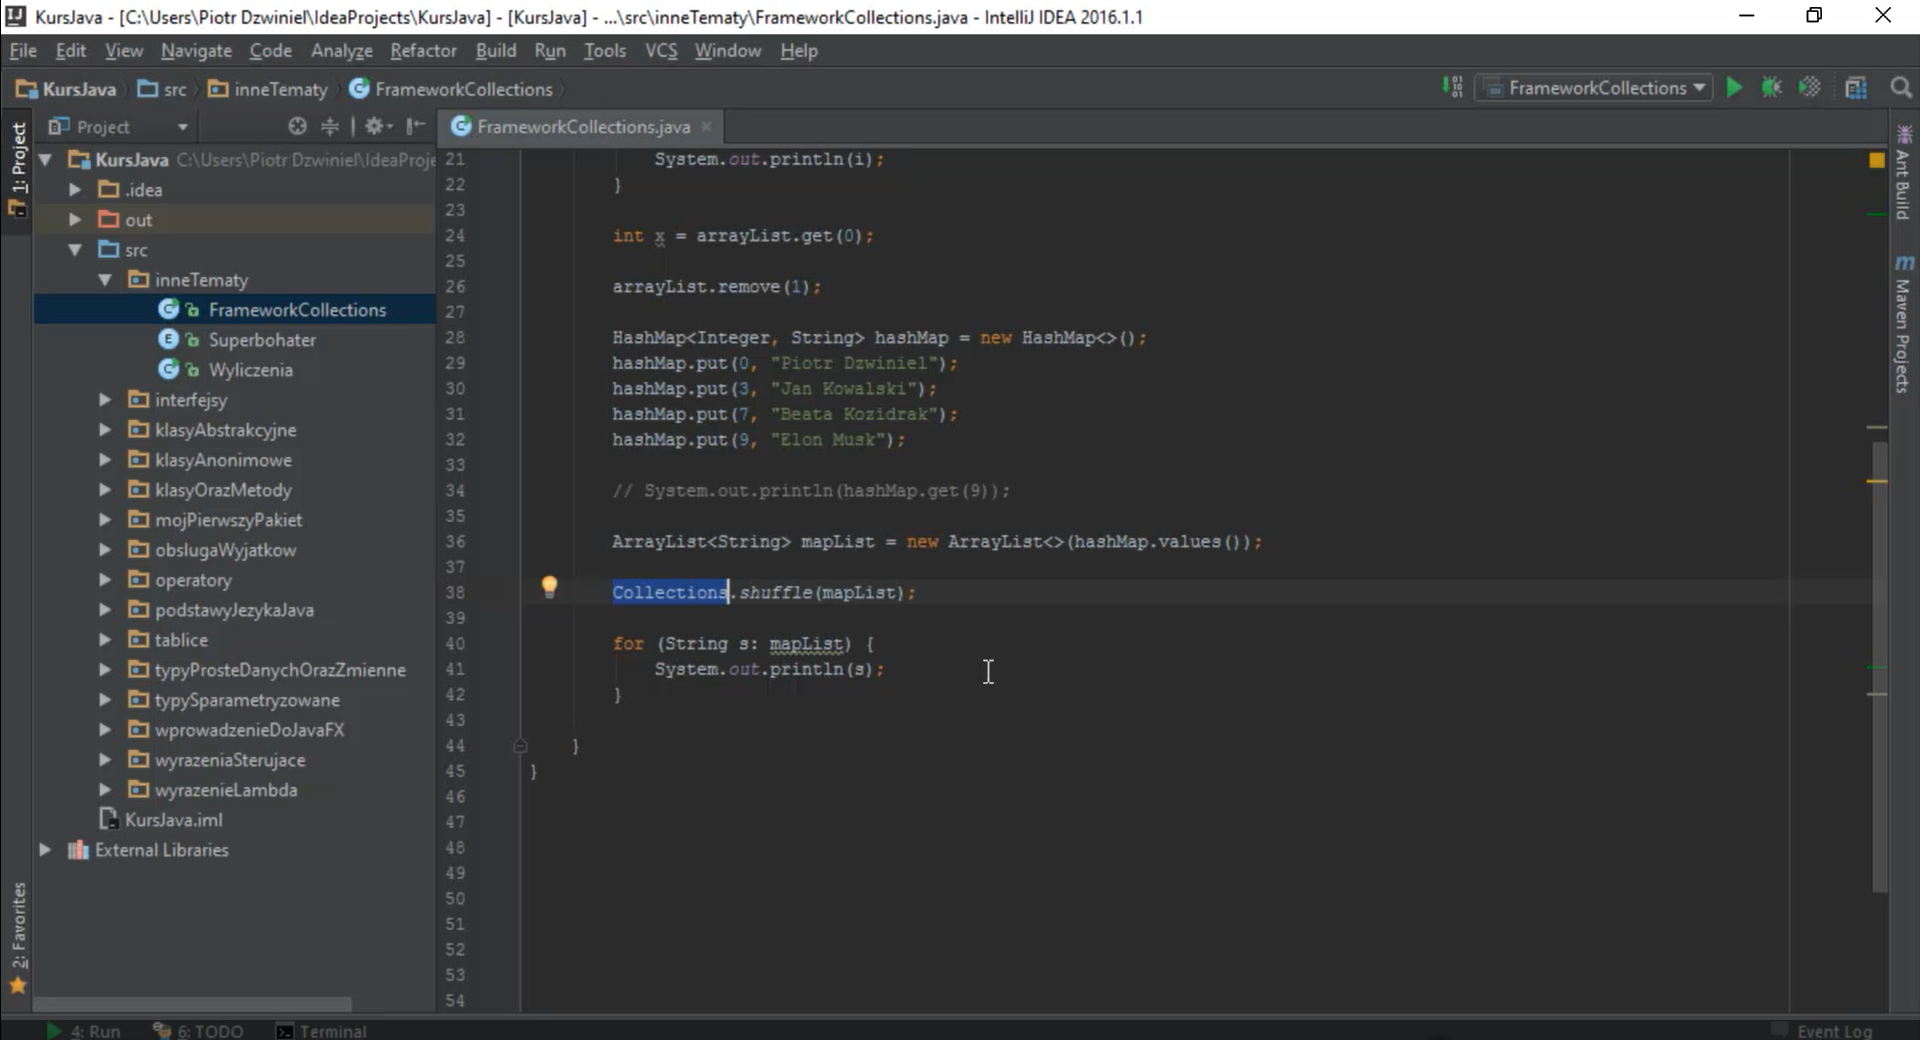 KursJava - [C:\Users\Piotr Dzwiniel\IdeaProjects\KursJava] - [KursJava] - ...\src\inneTematy\FrameworkCollections.java - IntelliJ IDEA 2016.1.1
File Edit View Navigate Code Analyze Refactor Build Run Tools VCS Window Help
KursJava src inneTematy FrameworkCollections
FrameworkCollections
1: Project
2: Favorites
Project
KursJava C:\Users\Piotr Dzwiniel\IdeaProje
.idea
out
src
inneTematy
FrameworkCollections
Superbohater
Wyliczenia
interfejsy
klasyAbstrakcyjne
klasyAnonimowe
klasyOrazMetody
mojPierwszyPakiet
obslugaWyjatkow
operatory
podstawyJezykaJava
tablice
typyProsteDanychOrazZmienne
typySparametryzowane
wprowadzenieDoJavaFX
wyrazeniaSterujace
wyrazenieLambda
KursJava.iml
External Libraries
FrameworkCollections.java
21 System.out.println(i);
22 }
23
24 int x = arrayList.get(0);
25
26 arrayList.remove(1);
27
28 HashMap<Integer, String> hashMap = new HashMap<>();
29 hashMap.put(0, "Piotr Dzwiniel");
30 hashMap.put(3, "Jan Kowalski");
31 hashMap.put(7, "Beata Kozidrak");
32 hashMap.put(9, "Elon Musk");
33
34 // System.out.println(hashMap.get(9));
35
36 ArrayList<String> mapList = new ArrayList<>(hashMap.values());
37
38 Collections.shuffle(mapList);
39
40 for (String s: mapList) {
41 System.out.println(s);
42 }
43
44 }
45 }
46
47
48
49
50
51
52
53
54
Ant Build
Maven Projects
4: Run 6: TODO Terminal Event Log